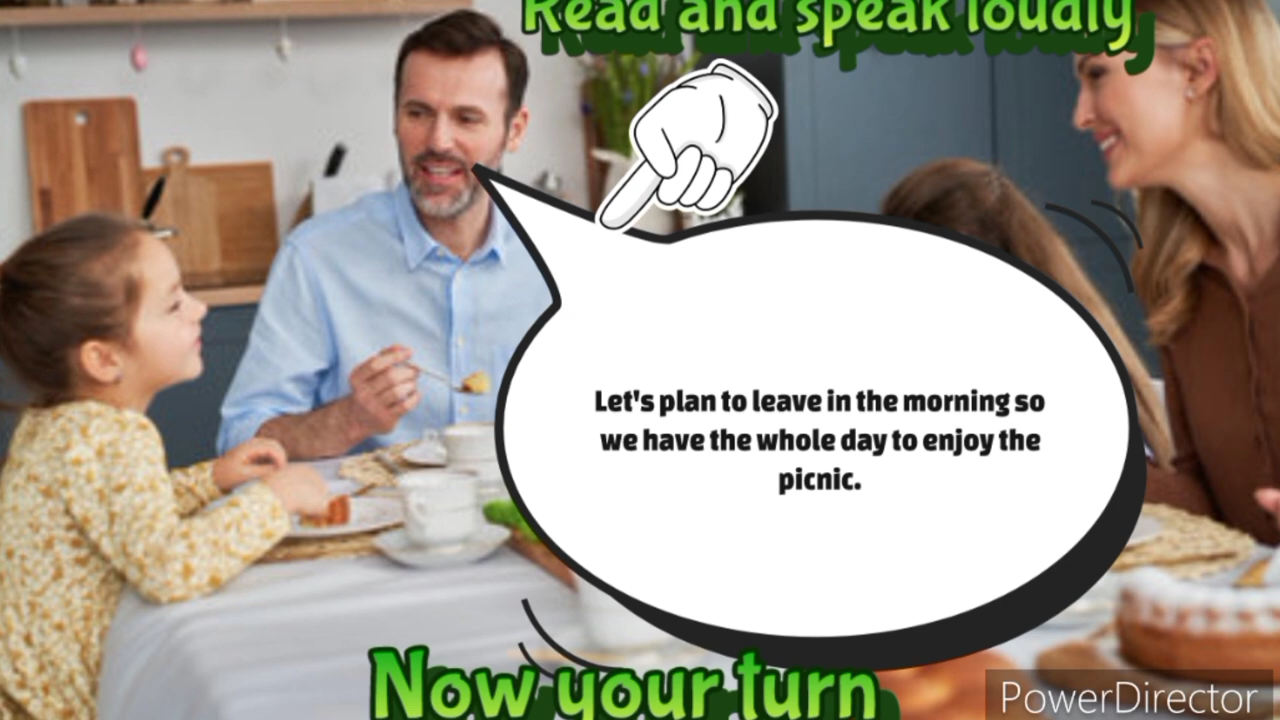 Read and speak loudly
Let's plan to leave in the morning so
we have the whole day to enjoy the
picnic.
Now your turn
PowerDirector